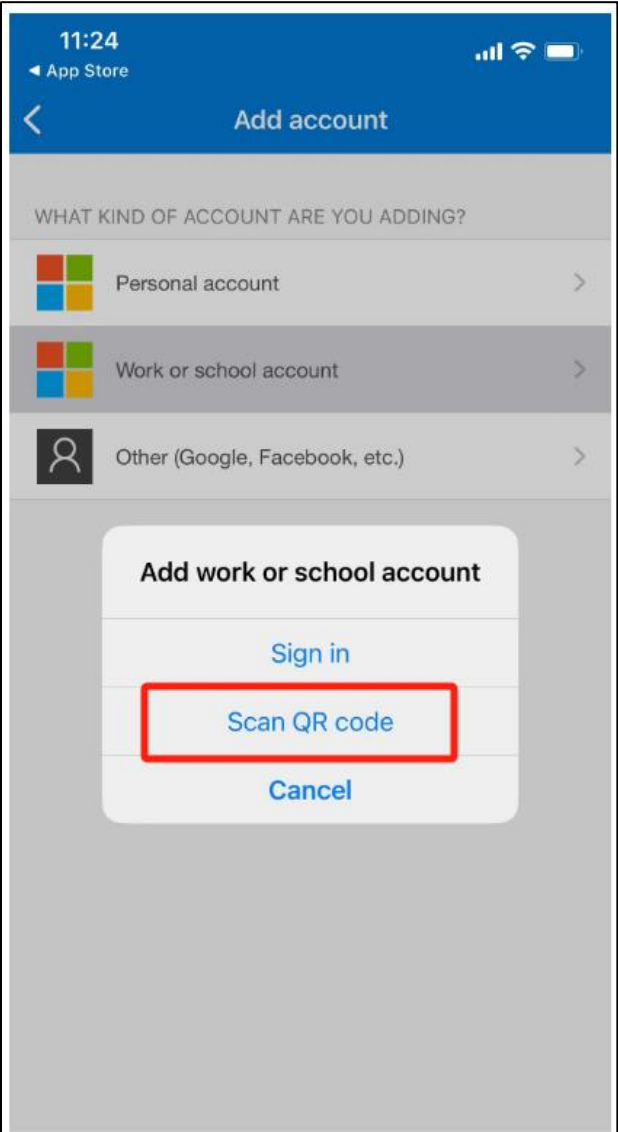 11:24
◀ App Store
Add account
WHAT KIND OF ACCOUNT ARE YOU ADDING?
Personal account
Work or school account
Other (Google, Facebook, etc.)
Add work or school account
Sign in
Scan QR code
Cancel